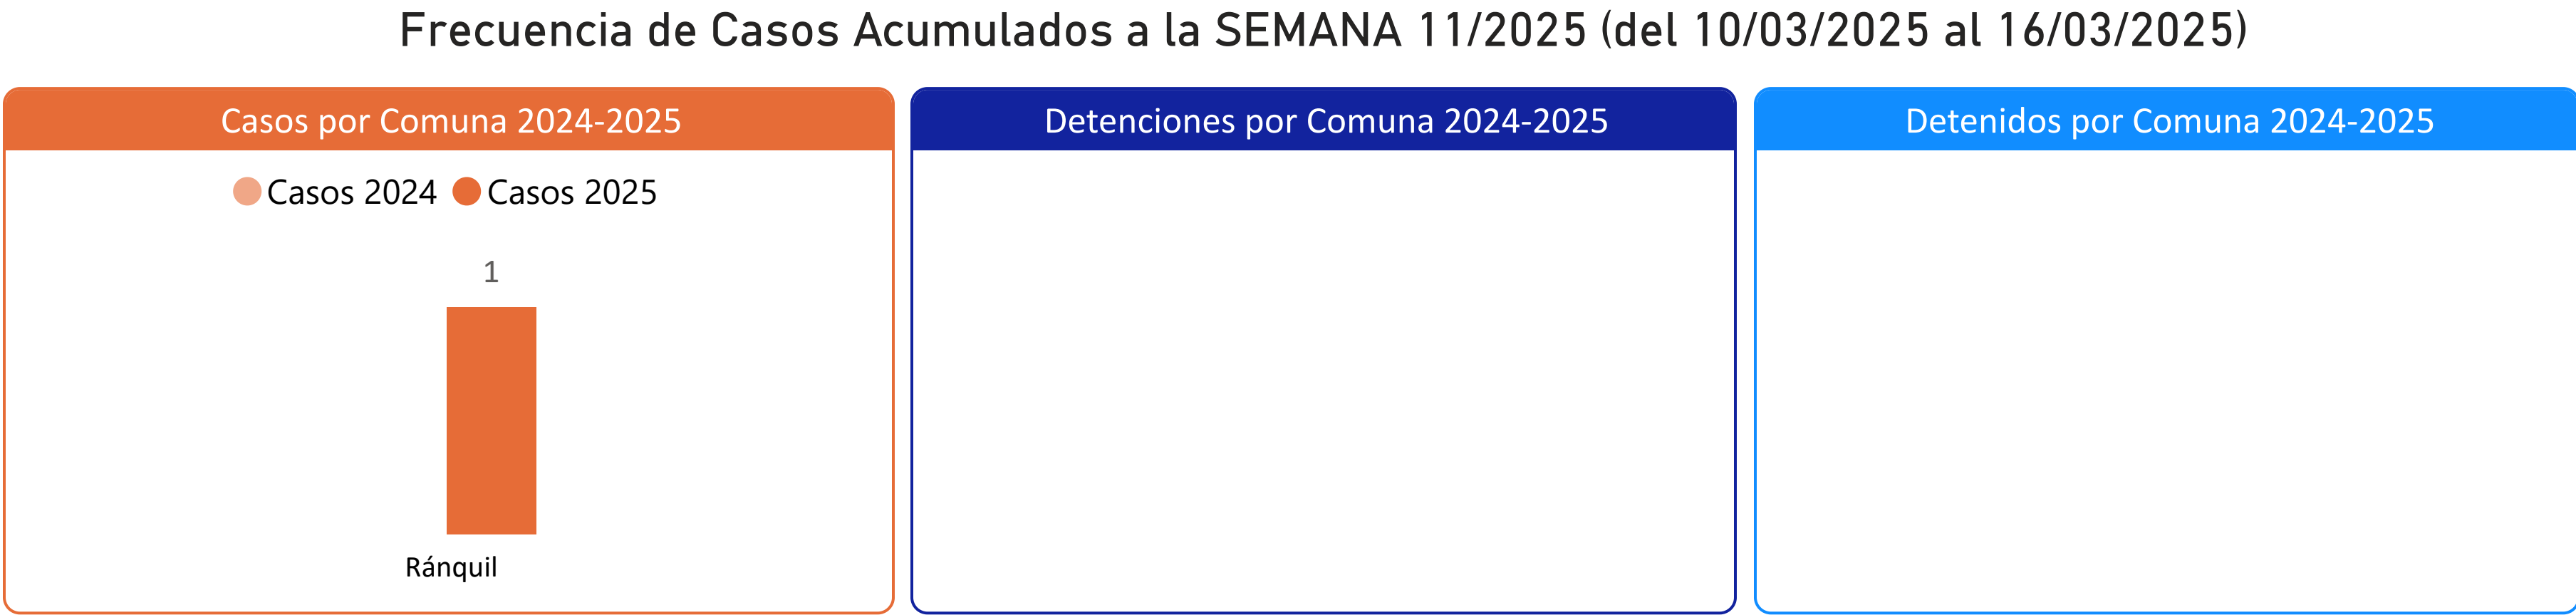 Frecuencia de Casos Acumulados a la SEMANA 11/2025 (del 10/03/2025 al 16/03/2025)
Casos por Comuna 2024-2025
Casos 2024 Casos 2025
1
Ránquil
Detenciones por Comuna 2024-2025
Detenidos por Comuna 2024-2025